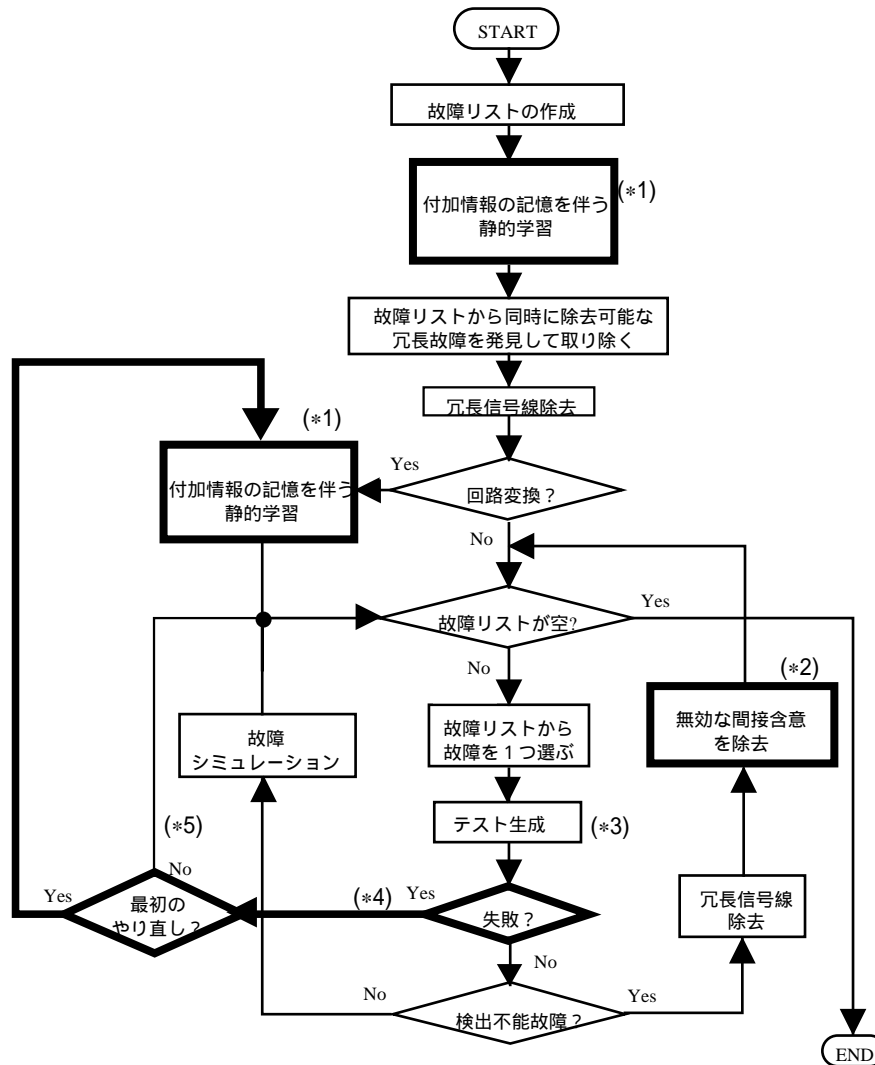 START
故障リストの作成
(*1)
付加情報の記憶を伴う
静的学習
故障リストから同時に除去可能な
冗長故障を発見して取り除く
冗長信号線除去
(*1)
付加情報の記憶を伴う
静的学習
Yes
回路変換？
No
故障リストが空?
Yes
No
(*2)
無効な間接含意
を除去
故障リストから
故障を１つ選ぶ
故障
シミュレーション
テスト生成
(*3)
(*5)
No
Yes
最初の
やり直し？
(*4)
Yes
失敗？
冗長信号線
除去
No
No
検出不能故障？
Yes
END